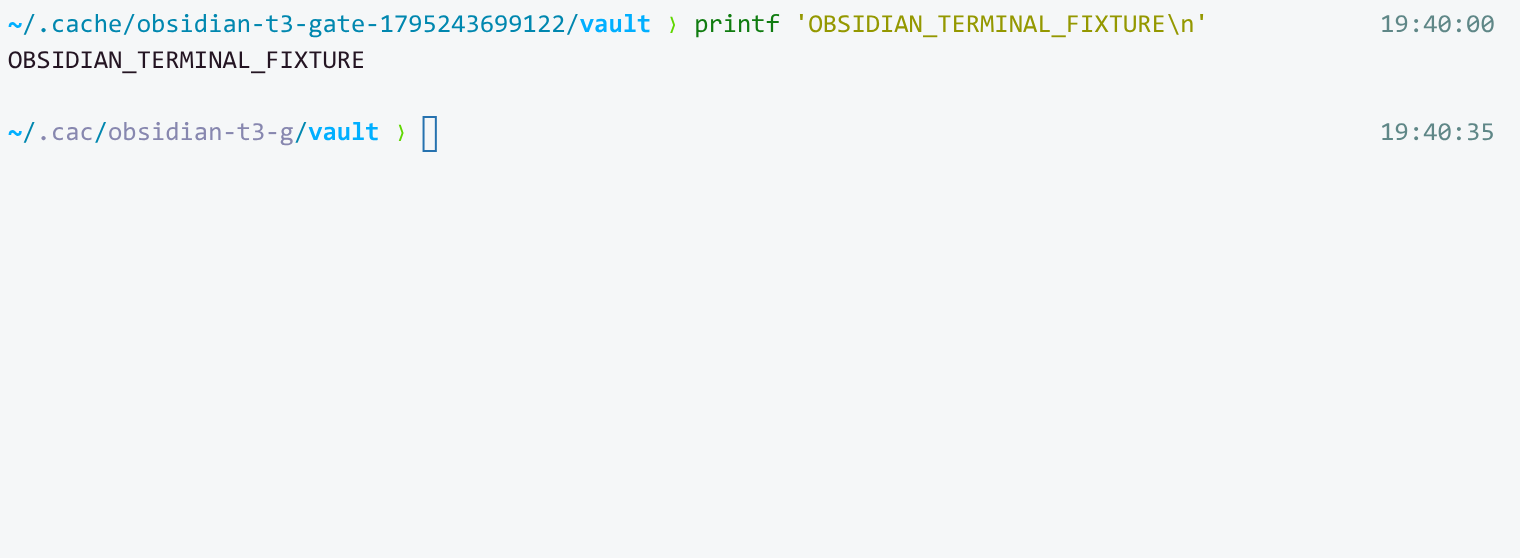 ~/.cache/obsidian-t3-gate-1795243699122/vault ❯ printf 'OBSIDIAN_TERMINAL_FIXTURE\n' 19:40:00
OBSIDIAN_TERMINAL_FIXTURE
~/.cac/obsidian-t3-g/vault ❯ 19:40:35